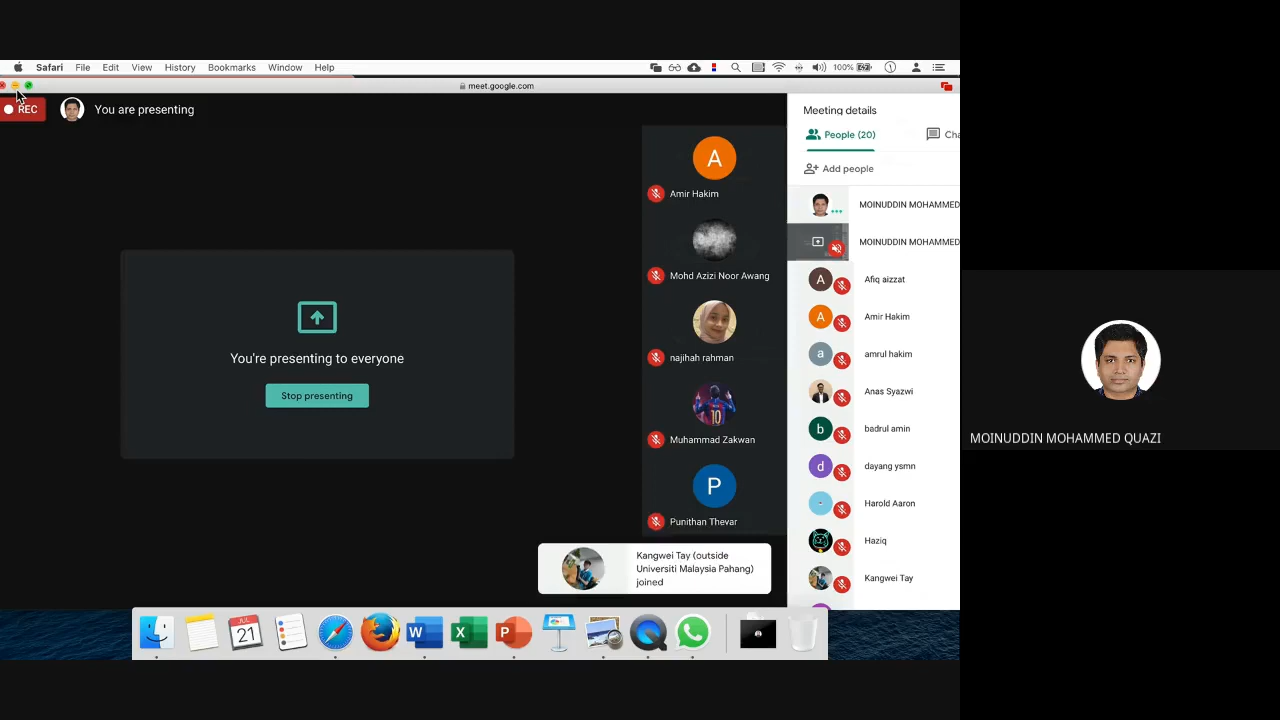 Safari File Edit View History Bookmarks Window Help 100%
meet.google.com
REC You are presenting
Meeting details
People (20) Cha
Add people
A
Amir Hakim
Mohd Azizi Noor Awang
najihah rahman
10
Muhammad Zakwan
P
Punithan Thevar
You're presenting to everyone
Stop presenting
Kangwei Tay (outside
Universiti Malaysia Pahang)
joined
MOINUDDIN MOHAMMED
MOINUDDIN MOHAMMED
A Afiq aizzat
A Amir Hakim
a amrul hakim
Anas Syazwi
b badrul amin
d dayang ysmn
Harold Aaron
Haziq
Kangwei Tay
JUL
21
W X P
MOINUDDIN MOHAMMED QUAZI